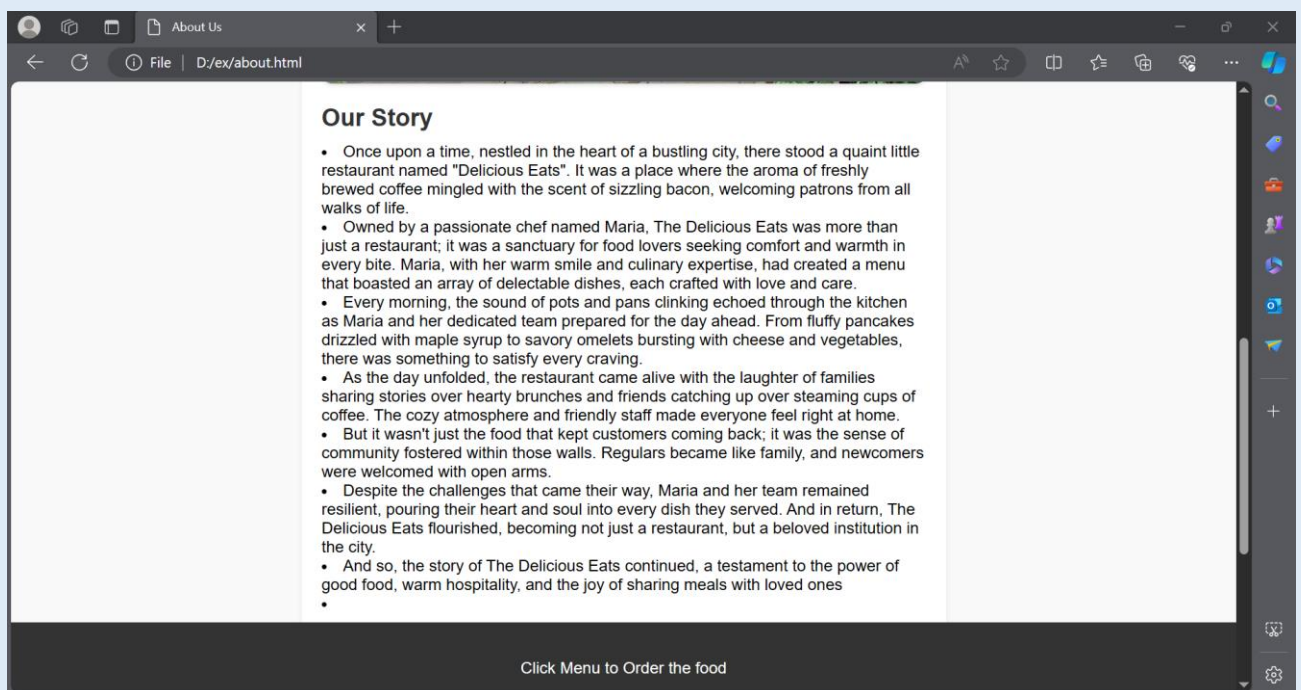 About Us
File | D:/ex/about.html
Our Story
• Once upon a time, nestled in the heart of a bustling city, there stood a quaint little
restaurant named "Delicious Eats". It was a place where the aroma of freshly
brewed coffee mingled with the scent of sizzling bacon, welcoming patrons from all
walks of life.
• Owned by a passionate chef named Maria, The Delicious Eats was more than
just a restaurant; it was a sanctuary for food lovers seeking comfort and warmth in
every bite. Maria, with her warm smile and culinary expertise, had created a menu
that boasted an array of delectable dishes, each crafted with love and care.
• Every morning, the sound of pots and pans clinking echoed through the kitchen
as Maria and her dedicated team prepared for the day ahead. From fluffy pancakes
drizzled with maple syrup to savory omelets bursting with cheese and vegetables,
there was something to satisfy every craving.
• As the day unfolded, the restaurant came alive with the laughter of families
sharing stories over hearty brunches and friends catching up over steaming cups of
coffee. The cozy atmosphere and friendly staff made everyone feel right at home.
• But it wasn't just the food that kept customers coming back; it was the sense of
community fostered within those walls. Regulars became like family, and newcomers
were welcomed with open arms.
• Despite the challenges that came their way, Maria and her team remained
resilient, pouring their heart and soul into every dish they served. And in return, The
Delicious Eats flourished, becoming not just a restaurant, but a beloved institution in
the city.
• And so, the story of The Delicious Eats continued, a testament to the power of
good food, warm hospitality, and the joy of sharing meals with loved ones
•
Click Menu to Order the food